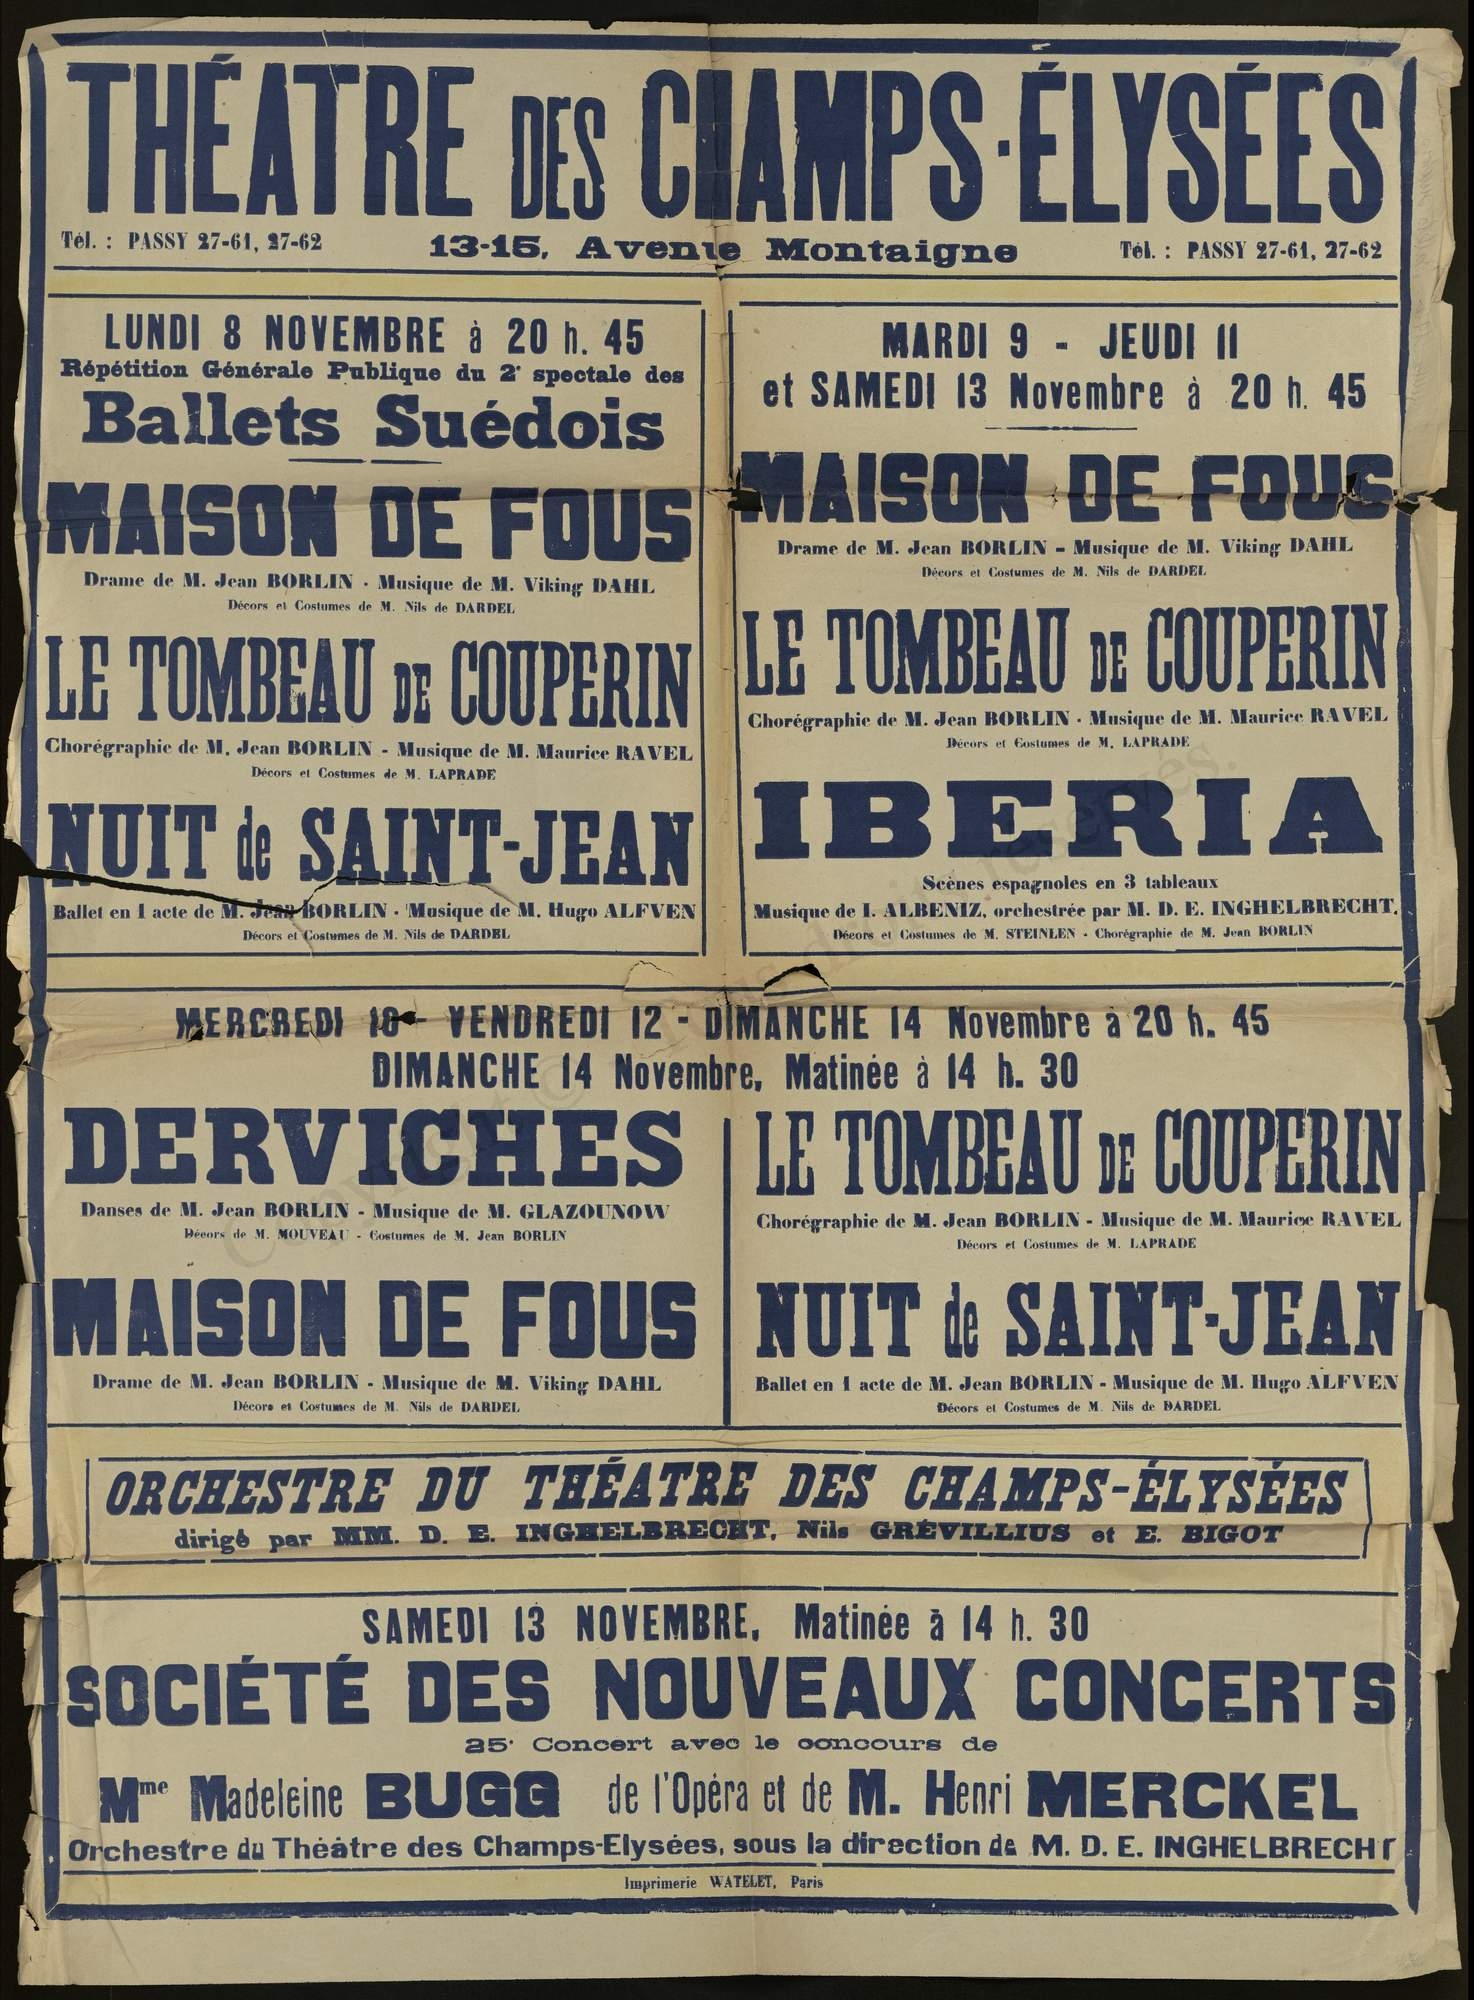 THÉATRE DES CHAMPS-ÉLYSÉES
Tél. : PASSY 27-61, 27-62
13-15, Avenue Montaigne
Tél. : PASSY 27-61, 27-62
LUNDI 8 NOVEMBRE à 20 h. 45
Répétition Générale Publique du 2e spectale des
Ballets Suédois
MAISON DE FOUS
Drame de M. Jean BORLIN - Musique de M. Viking DAHL
Décors et Costumes de M. Nils de DARDEL
LE TOMBEAU DE COUPERIN
Chorégraphie de M. Jean BORLIN - Musique de M. Maurice RAVEL
Décors et Costumes de M. LAPRADE
NUIT de SAINT-JEAN
Ballet en 1 acte de M. Jean BORLIN - Musique de M. Hugo ALFVEN
Décors et Costumes de M. Nils de DARDEL
MARDI 9 - JEUDI 11
et SAMEDI 13 Novembre à 20 h. 45
MAISON DE FOUS
Drame de M. Jean BORLIN - Musique de M. Viking DAHL
Décors et Costumes de M. Nils de DARDEL
LE TOMBEAU DE COUPERIN
Chorégraphie de M. Jean BORLIN - Musique de M. Maurice RAVEL
Décors et Costumes de M. LAPRADE
IBERIA
Scènes espagnoles en 3 tableaux
Musique de I. ALBENIZ, orchestrée par M. D. E. INGHELBRECHT.
Décors et Costumes de M. STEINLEN - Chorégraphie de M. Jean BORLIN
MERCREDI 10 - VENDREDI 12 - DIMANCHE 14 Novembre à 20 h. 45
DIMANCHE 14 Novembre, Matinée à 14 h. 30
DERVICHES
Danses de M. Jean BORLIN - Musique de M. GLAZOUNOW
Décors de M. MOUVEAU - Costumes de M. Jean BORLIN
MAISON DE FOUS
Drame de M. Jean BORLIN - Musique de M. Viking DAHL
Décors et Costumes de M. Nils de DARDEL
LE TOMBEAU DE COUPERIN
Chorégraphie de M. Jean BORLIN - Musique de M. Maurice RAVEL
Décors et Costumes de M. LAPRADE
NUIT de SAINT-JEAN
Ballet en 1 acte de M. Jean BORLIN - Musique de M. Hugo ALFVEN
Décors et Costumes de M. Nils de DARDEL
ORCHESTRE DU THÉATRE DES CHAMPS-ÉLYSÉES
dirigé par MM. D. E. INGHELBRECHT, Nils GRÉVILLIUS et E. BIGOT
SAMEDI 13 NOVEMBRE, Matinée à 14 h. 30
SOCIÉTÉ DES NOUVEAUX CONCERTS
25e Concert avec le concours de
Mme Madeleine BUGG de l'Opéra et de M. Henri MERCKEL
Orchestre du Théâtre des Champs-Elysées, sous la direction de M. D. E. INGHELBRECHT
Imprimerie WATELET, Paris